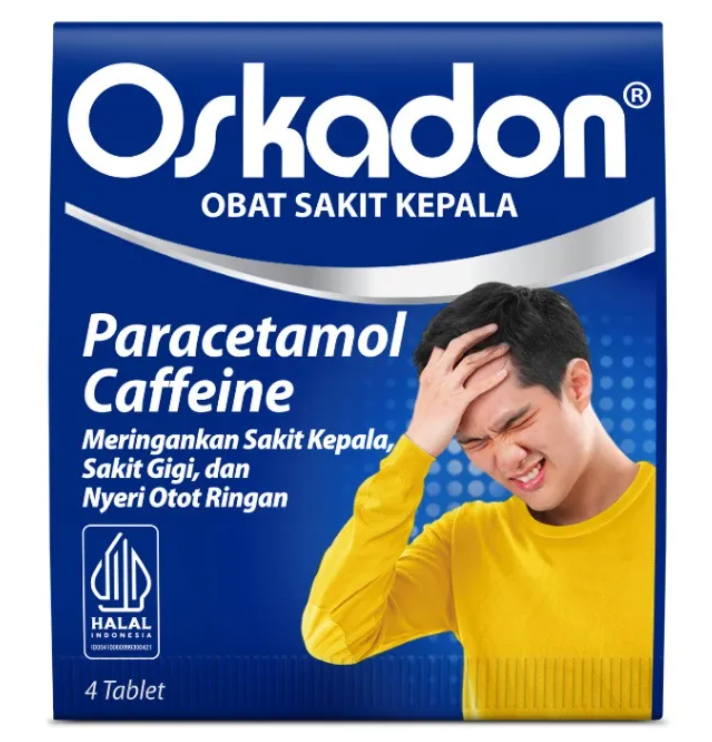 Oskadon®
OBAT SAKIT KEPALA
Paracetamol
Caffeine
Meringankan Sakit Kepala,
Sakit Gigi, dan
Nyeri Otot Ringan
HALAL
INDONESIA
4 Tablet